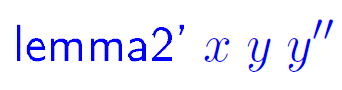 lemma2’ x y y′′